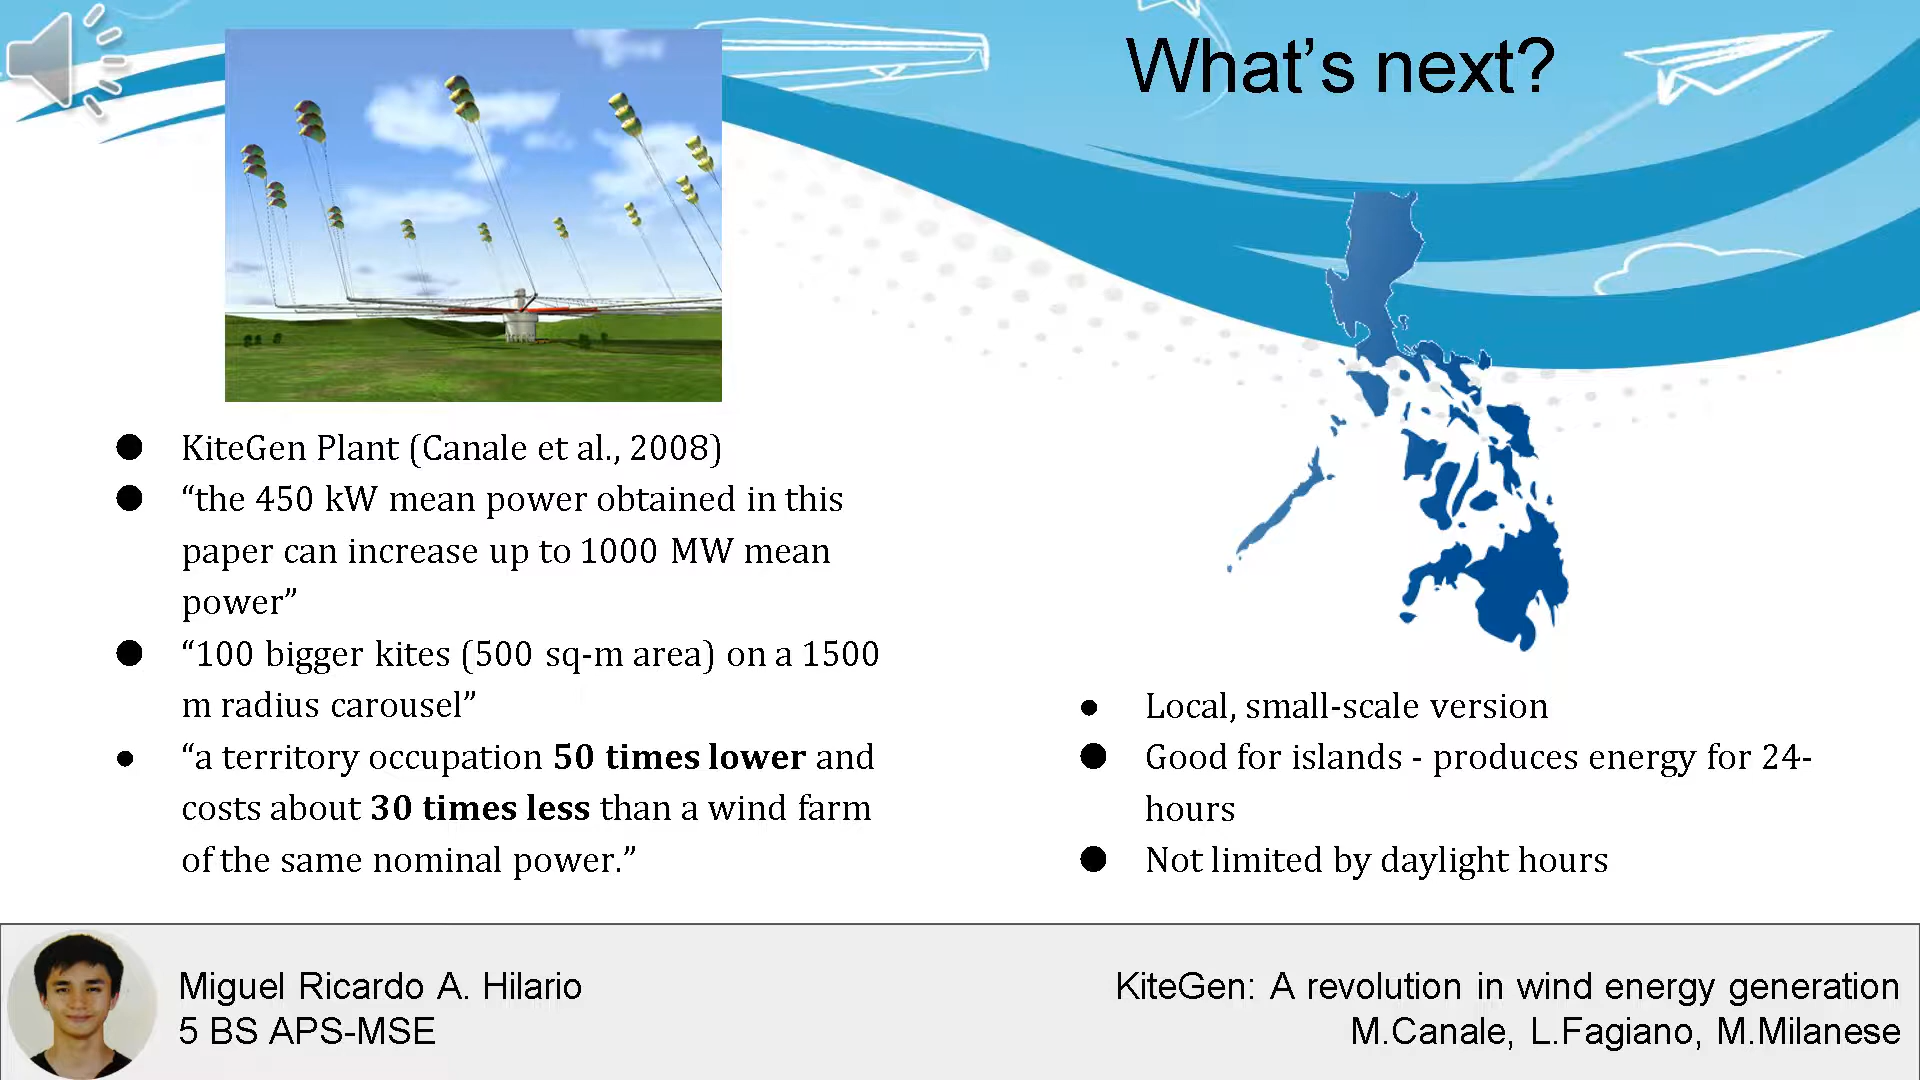 What’s next?
● KiteGen Plant (Canale et al., 2008)
● “the 450 kW mean power obtained in this
paper can increase up to 1000 MW mean
power”
● “100 bigger kites (500 sq-m area) on a 1500
m radius carousel”
● “a territory occupation 50 times lower and
costs about 30 times less than a wind farm
of the same nominal power.”
● Local, small-scale version
● Good for islands - produces energy for 24-
hours
● Not limited by daylight hours
Miguel Ricardo A. Hilario
5 BS APS-MSE
KiteGen: A revolution in wind energy generation
M.Canale, L.Fagiano, M.Milanese